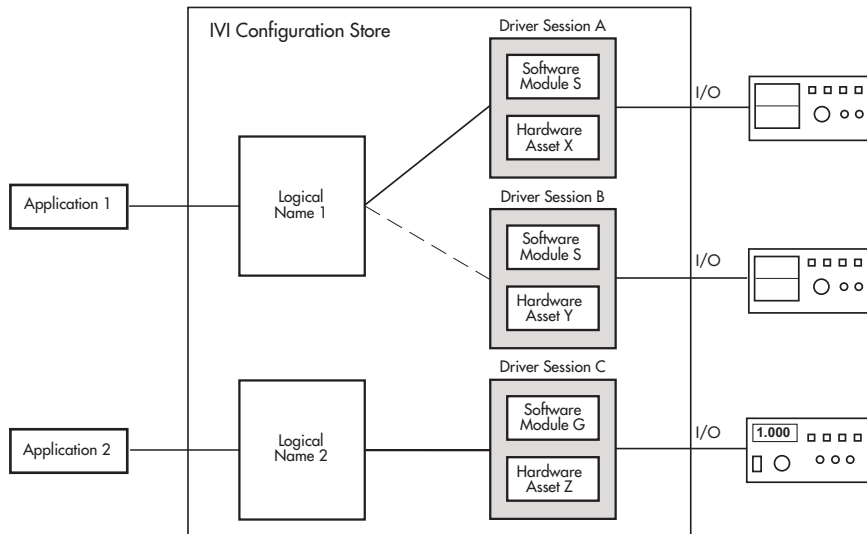 IVI Configuration Store
Driver Session A
Software
Module S
Hardware
Asset X
I/O
Application 1
Logical
Name 1
Driver Session B
Software
Module S
Hardware
Asset Y
I/O
Driver Session C
Software
Module G
Hardware
Asset Z
I/O
1.000
Application 2
Logical
Name 2